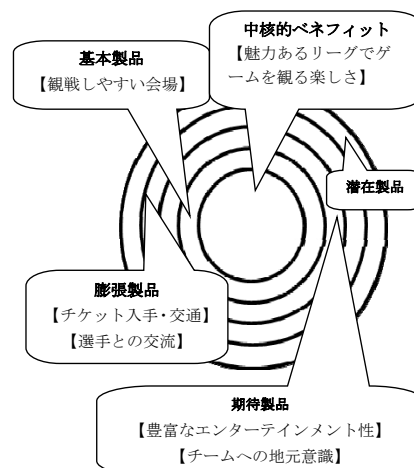 中核的ベネフィット
【魅力あるリーグでゲ
ームを観る楽しさ】
基本製品
【観戦しやすい会場】
潜在製品
膨張製品
【チケット入手・交通】
【選手との交流】
期待製品
【豊富なエンターテインメント性】
【チームへの地元意識】